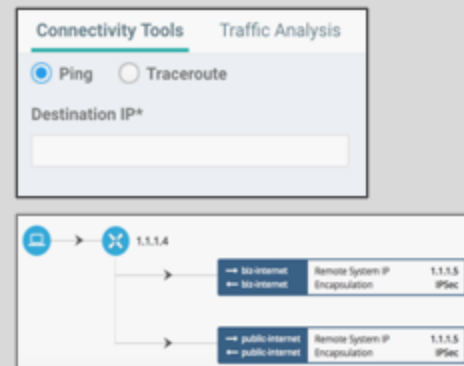 Connectivity Tools Traffic Analysis
Ping Traceroute
Destination IP*
1.1.1.4
→ biz-internet Remote System IP 1.1.1.5
← biz-internet Encapsulation IPSec
→ public-internet Remote System IP 1.1.1.5
← public-internet Encapsulation IPSec